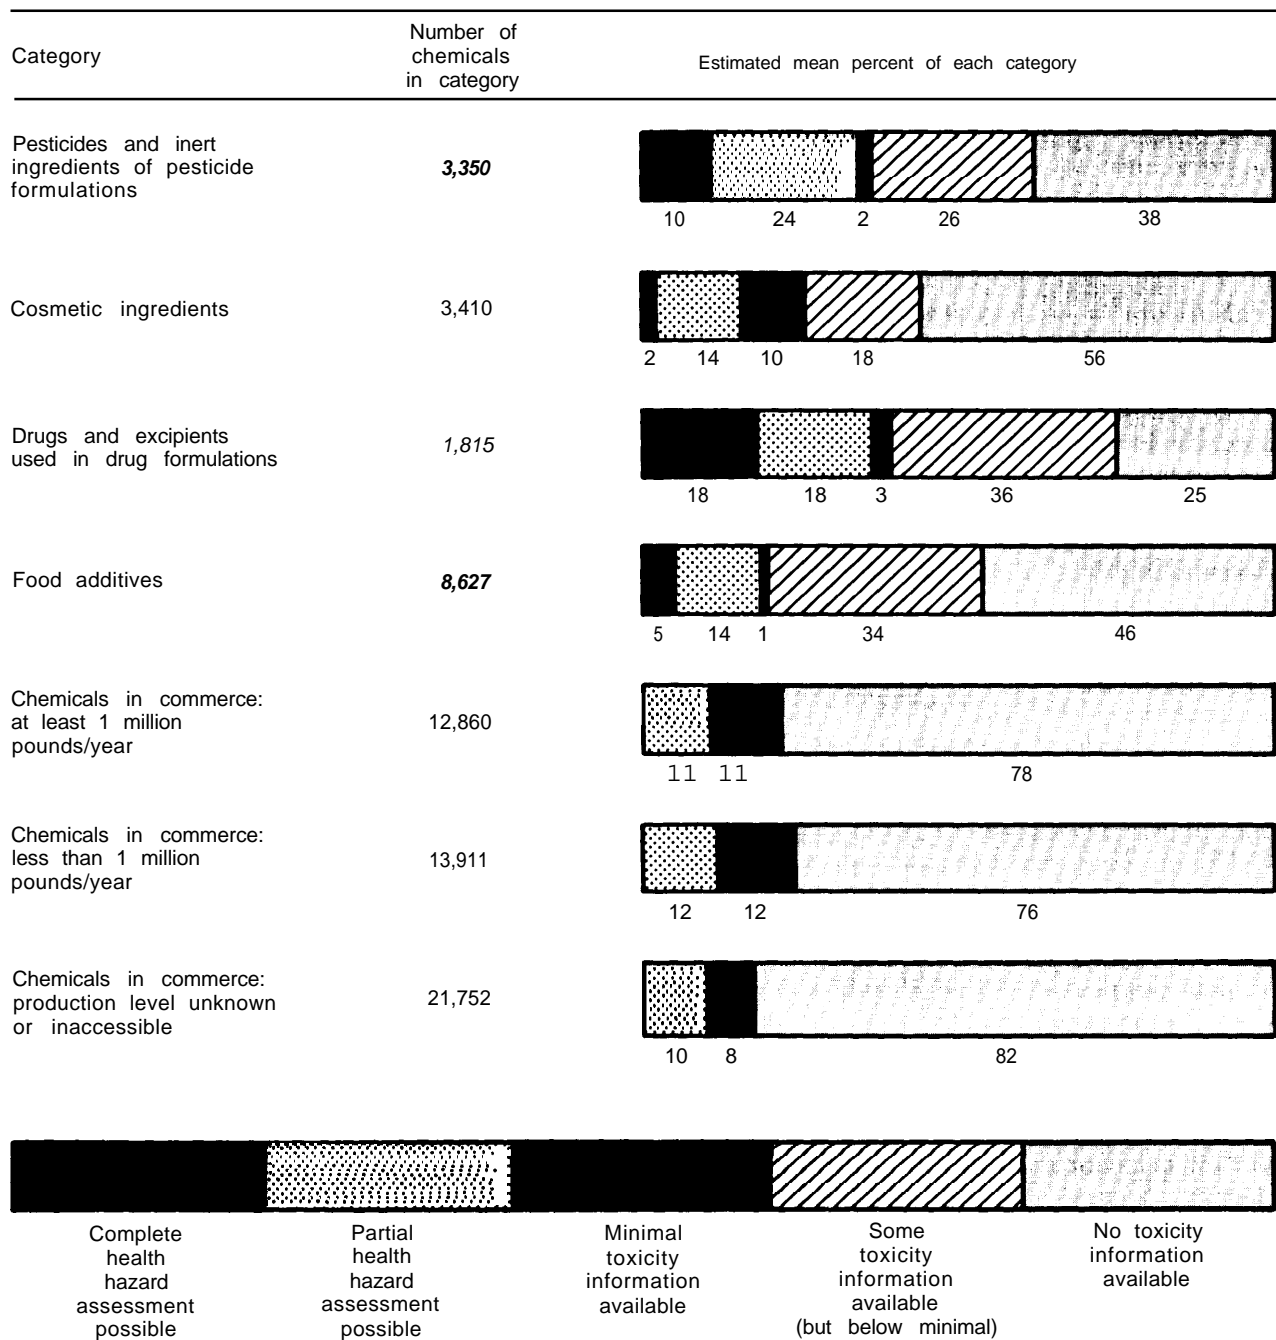 Category
Number of
chemicals
in category
Estimated mean percent of each category
Pesticides and inert
ingredients of pesticide
formulations
3,350
10 24 2 26 38
Cosmetic ingredients
3,410
2 14 10 18 56
Drugs and excipients
used in drug formulations
1,815
18 18 3 36 25
Food additives
8,627
5 14 1 34 46
Chemicals in commerce:
at least 1 million
pounds/year
12,860
11 11 78
Chemicals in commerce:
less than 1 million
pounds/year
13,911
12 12 76
Chemicals in commerce:
production level unknown
or inaccessible
21,752
10 8 82
Complete
health
hazard
assessment
possible
Partial
health
hazard
assessment
possible
Minimal
toxicity
information
available
Some
toxicity
information
available
(but below minimal)
No toxicity
information
available